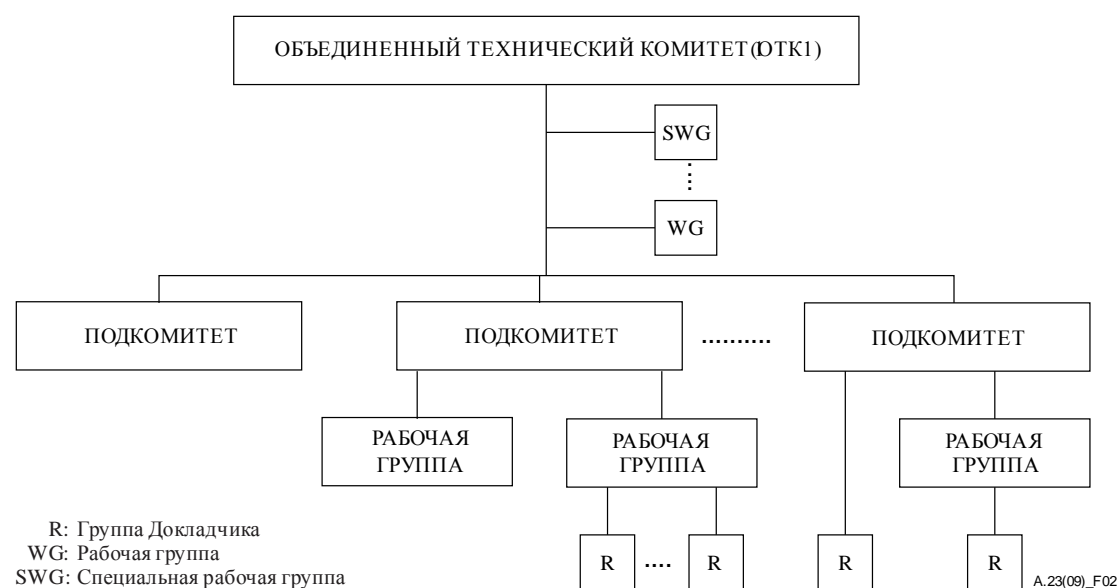 ОБЪЕДИНЕННЫЙ ТЕХНИЧЕСКИЙ КОМИТЕТ (ОТК1)
SWG
WG
ПОДКОМИТЕТ
ПОДКОМИТЕТ
..........
ПОДКОМИТЕТ
РАБОЧАЯ
ГРУППА
РАБОЧАЯ
ГРУППА
РАБОЧАЯ
ГРУППА
R: Группа Докладчика
WG: Рабочая группа
SWG: Специальная рабочая группа
R
....
R
R
R
A.23(09)_F02